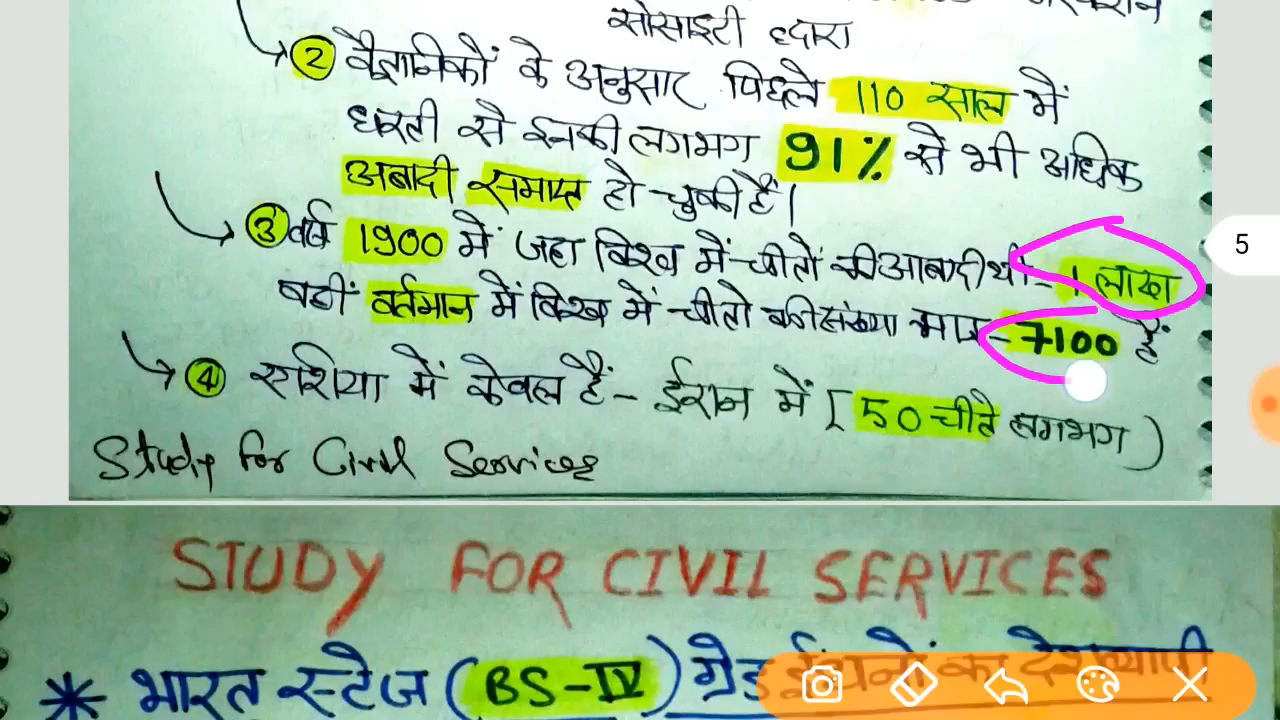 सोसाइटी द्वारा
② वैज्ञानिकों के अनुसार पिछले 110 साल में
धरती से इनकी लगभग 91% से भी अधिक
अबादी समाप्त हो चुकी हैं।
③ वर्ष 1900 में जहा विश्व में चीतों की आबादी थी - 1 लाख
वहीं वर्तमान में विश्व में चीतो की संख्या मात्र - 7100 हैं
④ एशिया में केवल हैं - ईरान में [50 चीते लगभग)
Study For Civil Services
5
STUDY FOR CIVIL SERVICES
* भारत स्टेज (BS-IV) ग्रेड ईंधनों का देशव्यापी